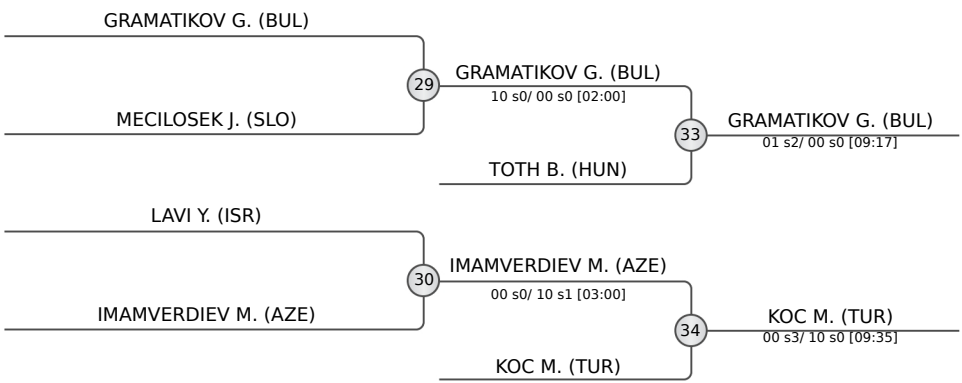 GRAMATIKOV G. (BUL)
29
GRAMATIKOV G. (BUL)
10 s0/ 00 s0 [02:00]
MECILOSEK J. (SLO)
33
GRAMATIKOV G. (BUL)
01 s2/ 00 s0 [09:17]
TOTH B. (HUN)
LAVI Y. (ISR)
30
IMAMVERDIEV M. (AZE)
00 s0/ 10 s1 [03:00]
IMAMVERDIEV M. (AZE)
34
KOC M. (TUR)
00 s3/ 10 s0 [09:35]
KOC M. (TUR)